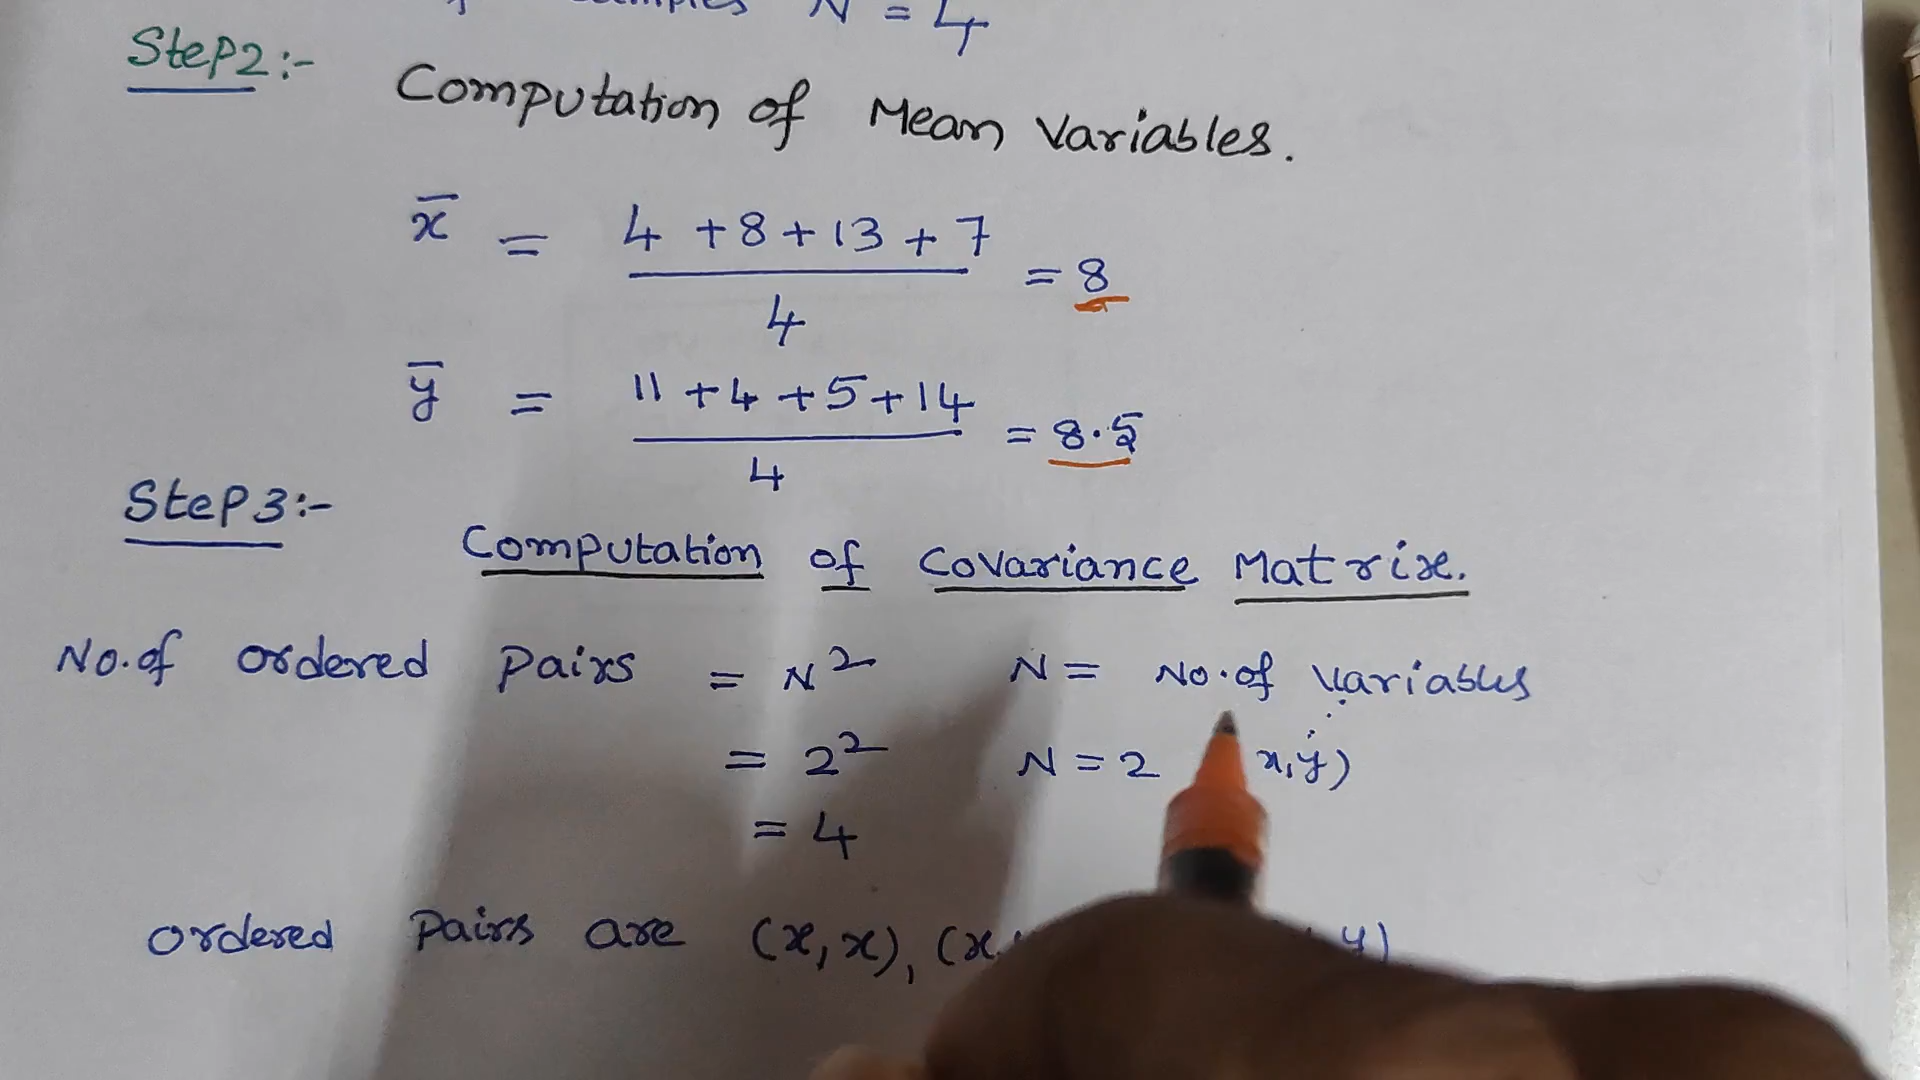 N = 4
Step2:-
Computation of Mean Variables.
x̄ = 4 + 8 + 13 + 7 / 4 = 8
ȳ = 11 + 4 + 5 + 14 / 4 = 8.5
Step3:-
Computation of Covariance Matrix.
No. of ordered Pairs = N² N = No. of variables
= 2² N = 2 x, y)
= 4
ordered Pairs are (x, x), (x y)